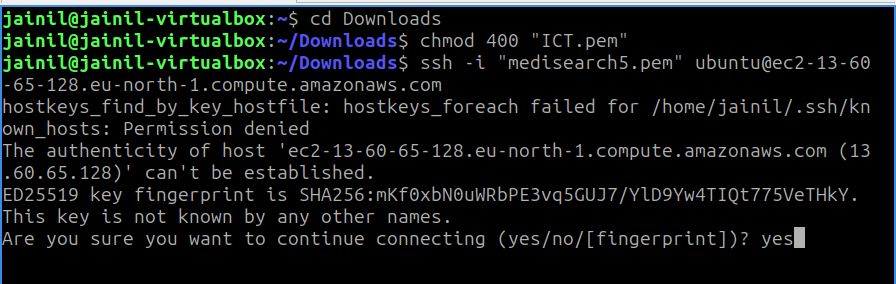 jainil@jainil-virtualbox:~$ cd Downloads
jainil@jainil-virtualbox:~/Downloads$ chmod 400 "ICT.pem"
jainil@jainil-virtualbox:~/Downloads$ ssh -i "medisearch5.pem" ubuntu@ec2-13-60
-65-128.eu-north-1.compute.amazonaws.com
hostkeys_find_by_key_hostfile: hostkeys_foreach failed for /home/jainil/.ssh/kn
own_hosts: Permission denied
The authenticity of host 'ec2-13-60-65-128.eu-north-1.compute.amazonaws.com (13
.60.65.128)' can't be established.
ED25519 key fingerprint is SHA256:mKf0xbN0uWRbPE3vq5GUJ7/YlD9Yw4TIQt775VeTHkY.
This key is not known by any other names.
Are you sure you want to continue connecting (yes/no/[fingerprint])? yes